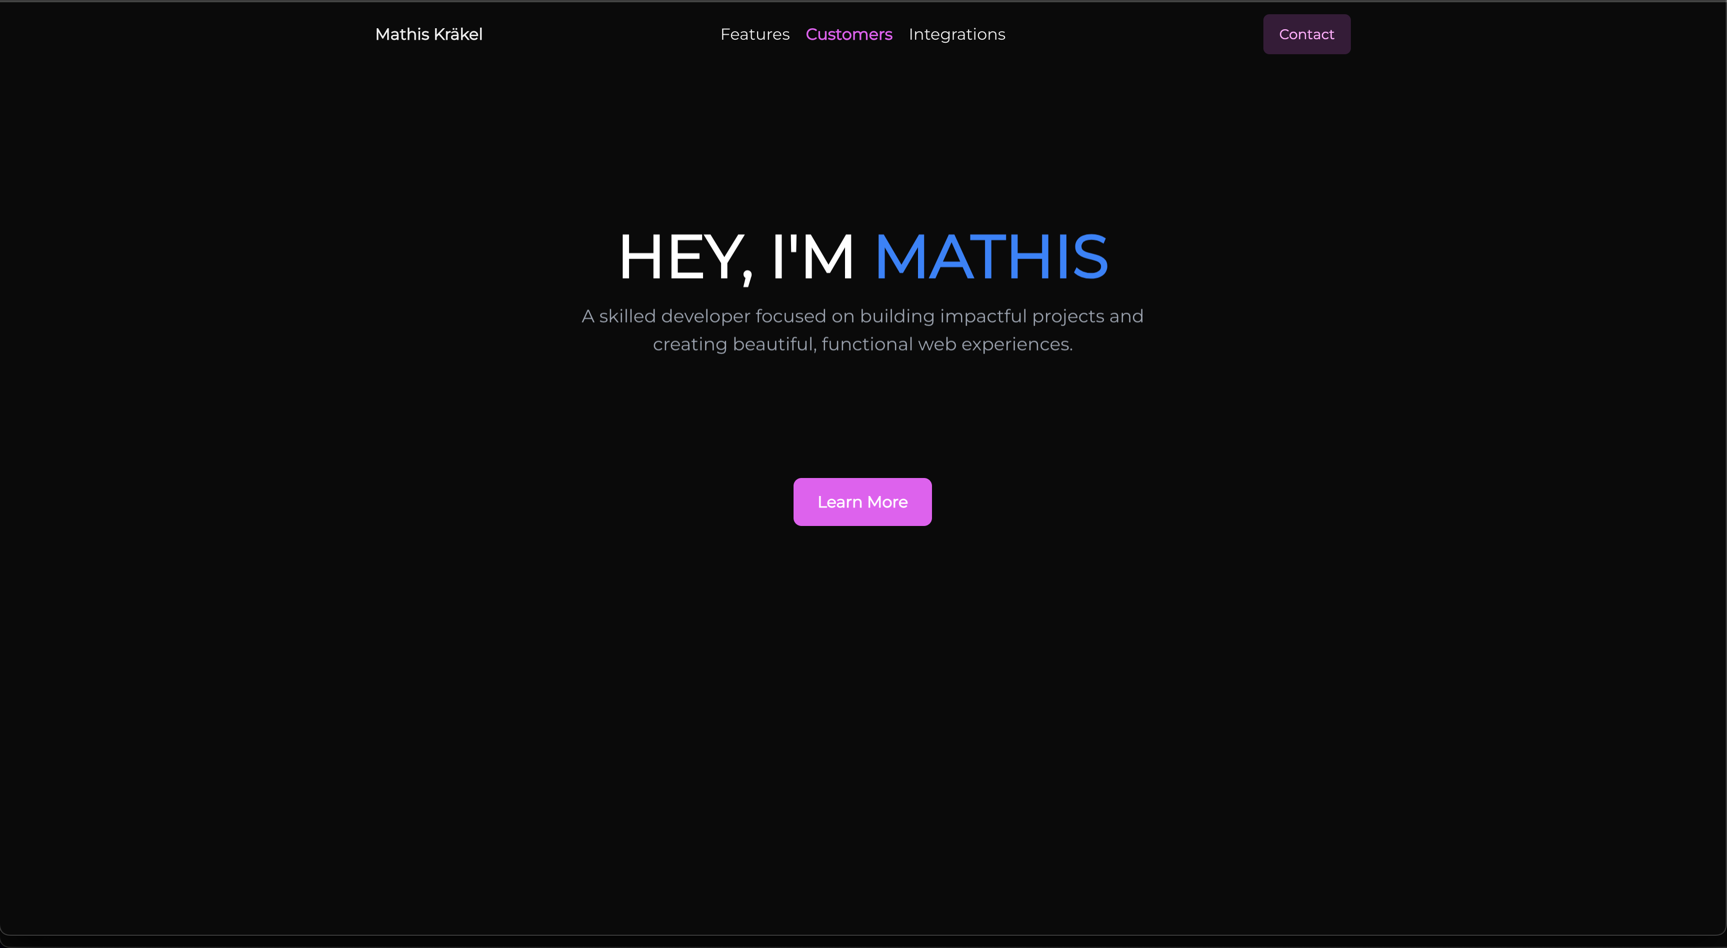 Mathis Kräkel
Features Customers Integrations
Contact
HEY, I'M MATHIS
A skilled developer focused on building impactful projects and
creating beautiful, functional web experiences.
Learn More